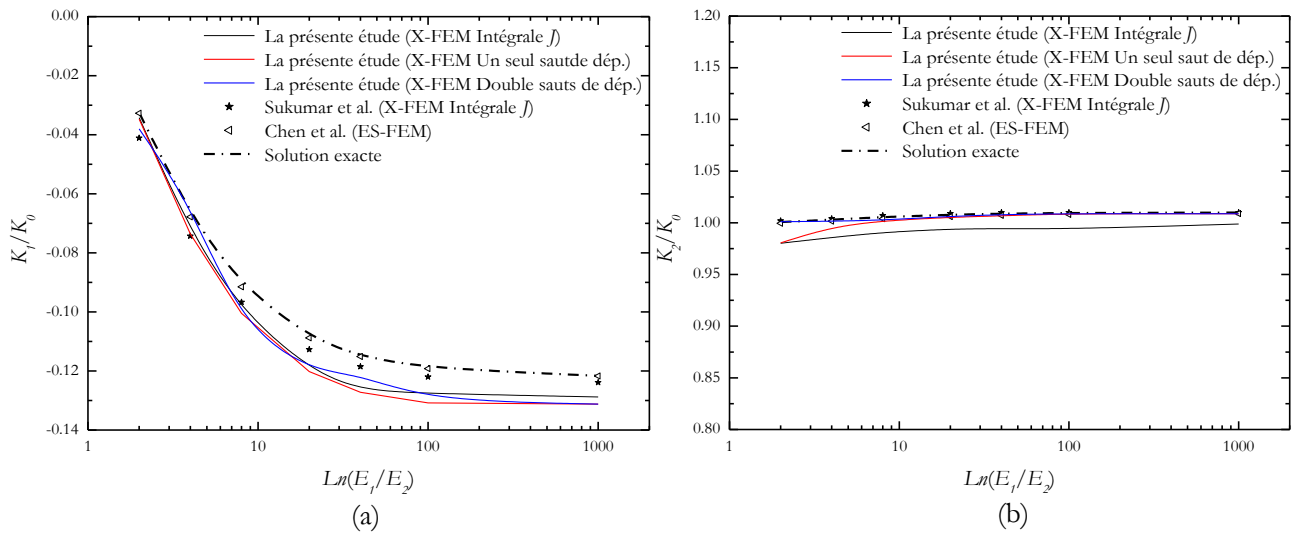 0.00
-0.02
-0.04
-0.06
-0.08
-0.10
-0.12
-0.14
K1/K0
La présente étude (X-FEM Intégrale J)
La présente étude (X-FEM Un seul sautde dép.)
La présente étude (X-FEM Double sauts de dép.)
Sukumar et al. (X-FEM Intégrale J)
Chen et al. (ES-FEM)
Solution exacte
1
10
100
1000
Ln(E1/E2)
(a)
1.20
1.15
1.10
1.05
1.00
0.95
0.90
0.85
0.80
K2/K0
La présente étude (X-FEM Intégrale J)
La présente étude (X-FEM Un seul saut de dép.)
La présente étude (X-FEM Double sauts de dép.)
Sukumar et al. (X-FEM Intégrale J)
Chen et al. (ES-FEM)
Solution exacte
1
10
100
1000
Ln(E1/E2)
(b)